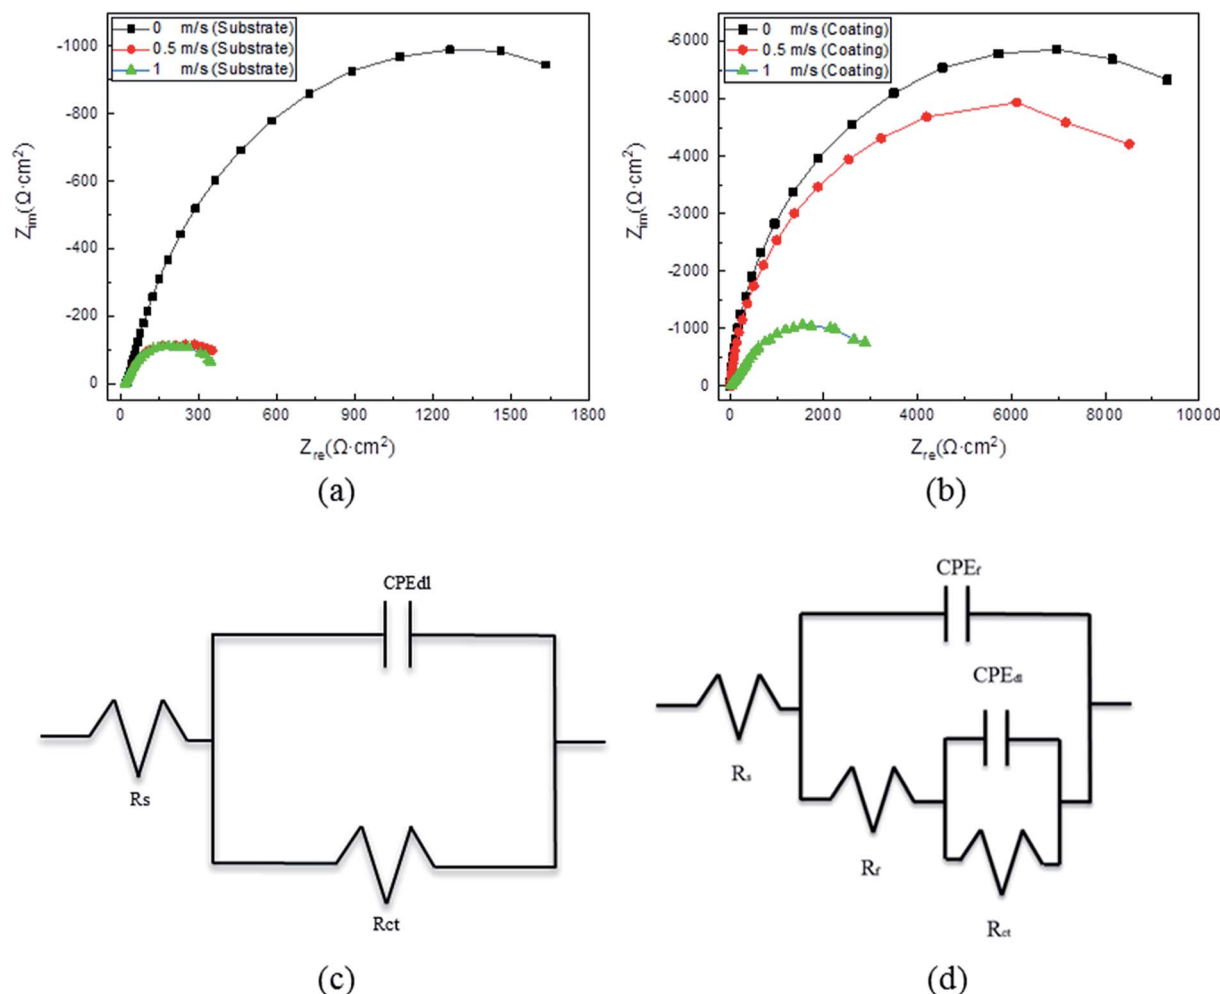 0 m/s (Substrate)
0.5 m/s (Substrate)
1 m/s (Substrate)
-1000
-800
-600
-400
-200
0
Z_im(Ω·cm²)
0 300 600 900 1200 1500 1800
Z_re(Ω·cm²)
(a)
0 m/s (Coating)
0.5 m/s (Coating)
1 m/s (Coating)
-6000
-5000
-4000
-3000
-2000
-1000
0
Z_im(Ω·cm²)
0 2000 4000 6000 8000 10000
Z_re(Ω·cm²)
(b)
CPEdl
Rs
Rct
(c)
CPEf
CPEdl
Rs
Rf
Rct
(d)